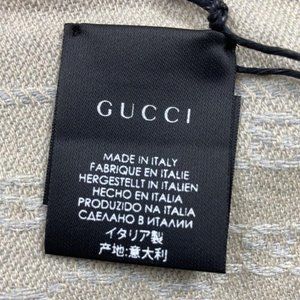 GUCCI
MADE IN ITALY
FABRIQUE EN ITALIE
HERGESTELLT IN ITALIEN
HECHO EN ITALIA
PRODUZIDO NA ITALIA
СДЕЛАНО В ИТАЛИИ
イタリア製
产地:意大利